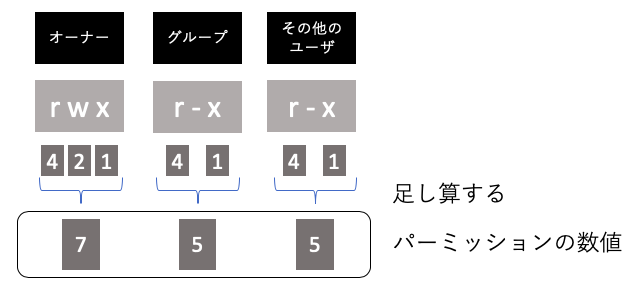 オーナー
グループ
その他の
ユーザ
r w x
r - x
r - x
4 2 1
4 1
4 1
足し算する
7
5
5
パーミッションの数値